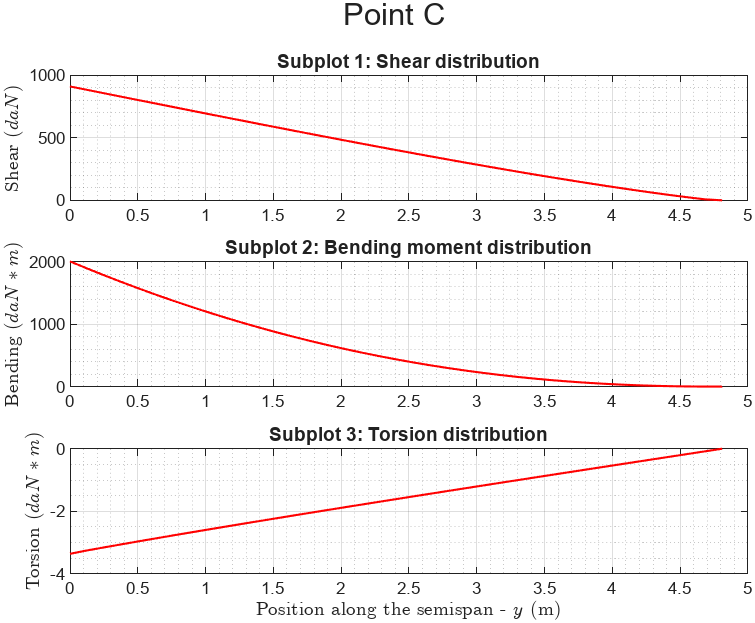 Point C
Subplot 1: Shear distribution
Shear (daN)
1000
500
0
0 0.5 1 1.5 2 2.5 3 3.5 4 4.5 5
Subplot 2: Bending moment distribution
Bending (daN * m)
2000
1000
0
0 0.5 1 1.5 2 2.5 3 3.5 4 4.5 5
Subplot 3: Torsion distribution
Torsion (daN * m)
0
-2
-4
0 0.5 1 1.5 2 2.5 3 3.5 4 4.5 5
Position along the semispan - y (m)